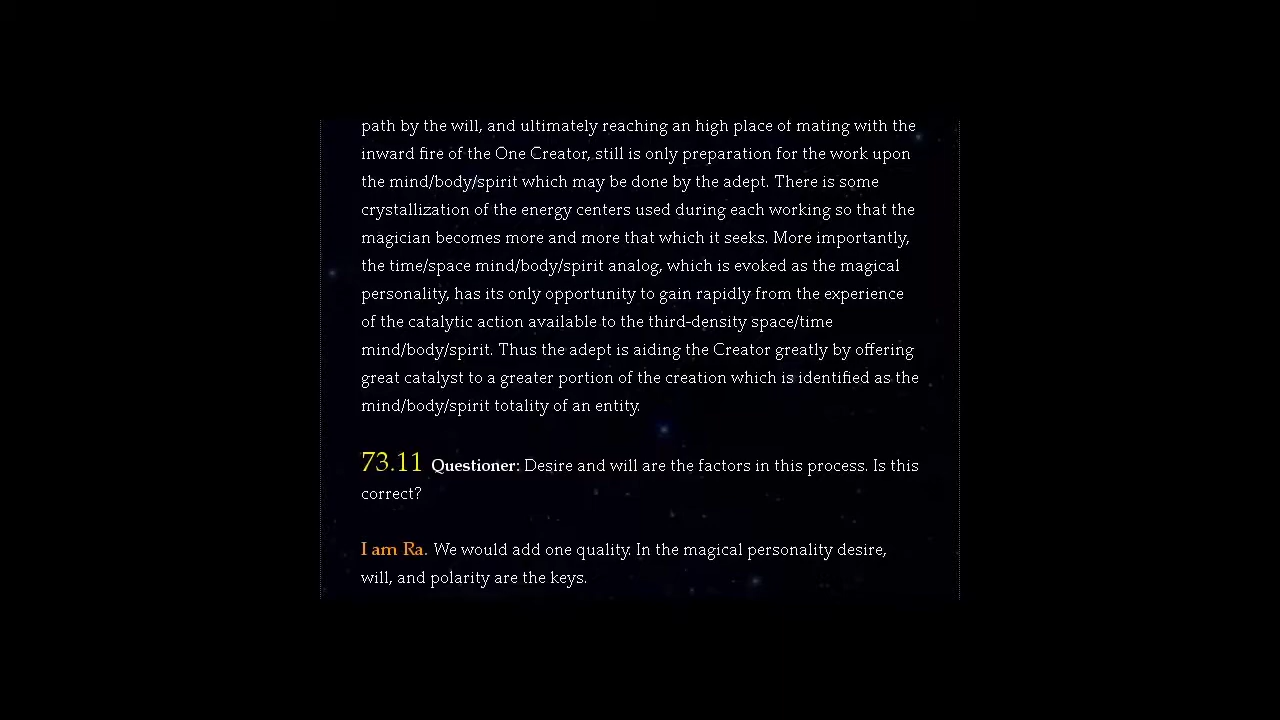 path by the will, and ultimately reaching an high place of mating with the
inward fire of the One Creator, still is only preparation for the work upon
the mind/body/spirit which may be done by the adept. There is some
crystallization of the energy centers used during each working so that the
magician becomes more and more that which it seeks. More importantly,
the time/space mind/body/spirit analog, which is evoked as the magical
personality, has its only opportunity to gain rapidly from the experience
of the catalytic action available to the third-density space/time
mind/body/spirit. Thus the adept is aiding the Creator greatly by offering
great catalyst to a greater portion of the creation which is identified as the
mind/body/spirit totality of an entity.
73.11 Questioner: Desire and will are the factors in this process. Is this
correct?
I am Ra. We would add one quality. In the magical personality desire,
will, and polarity are the keys.